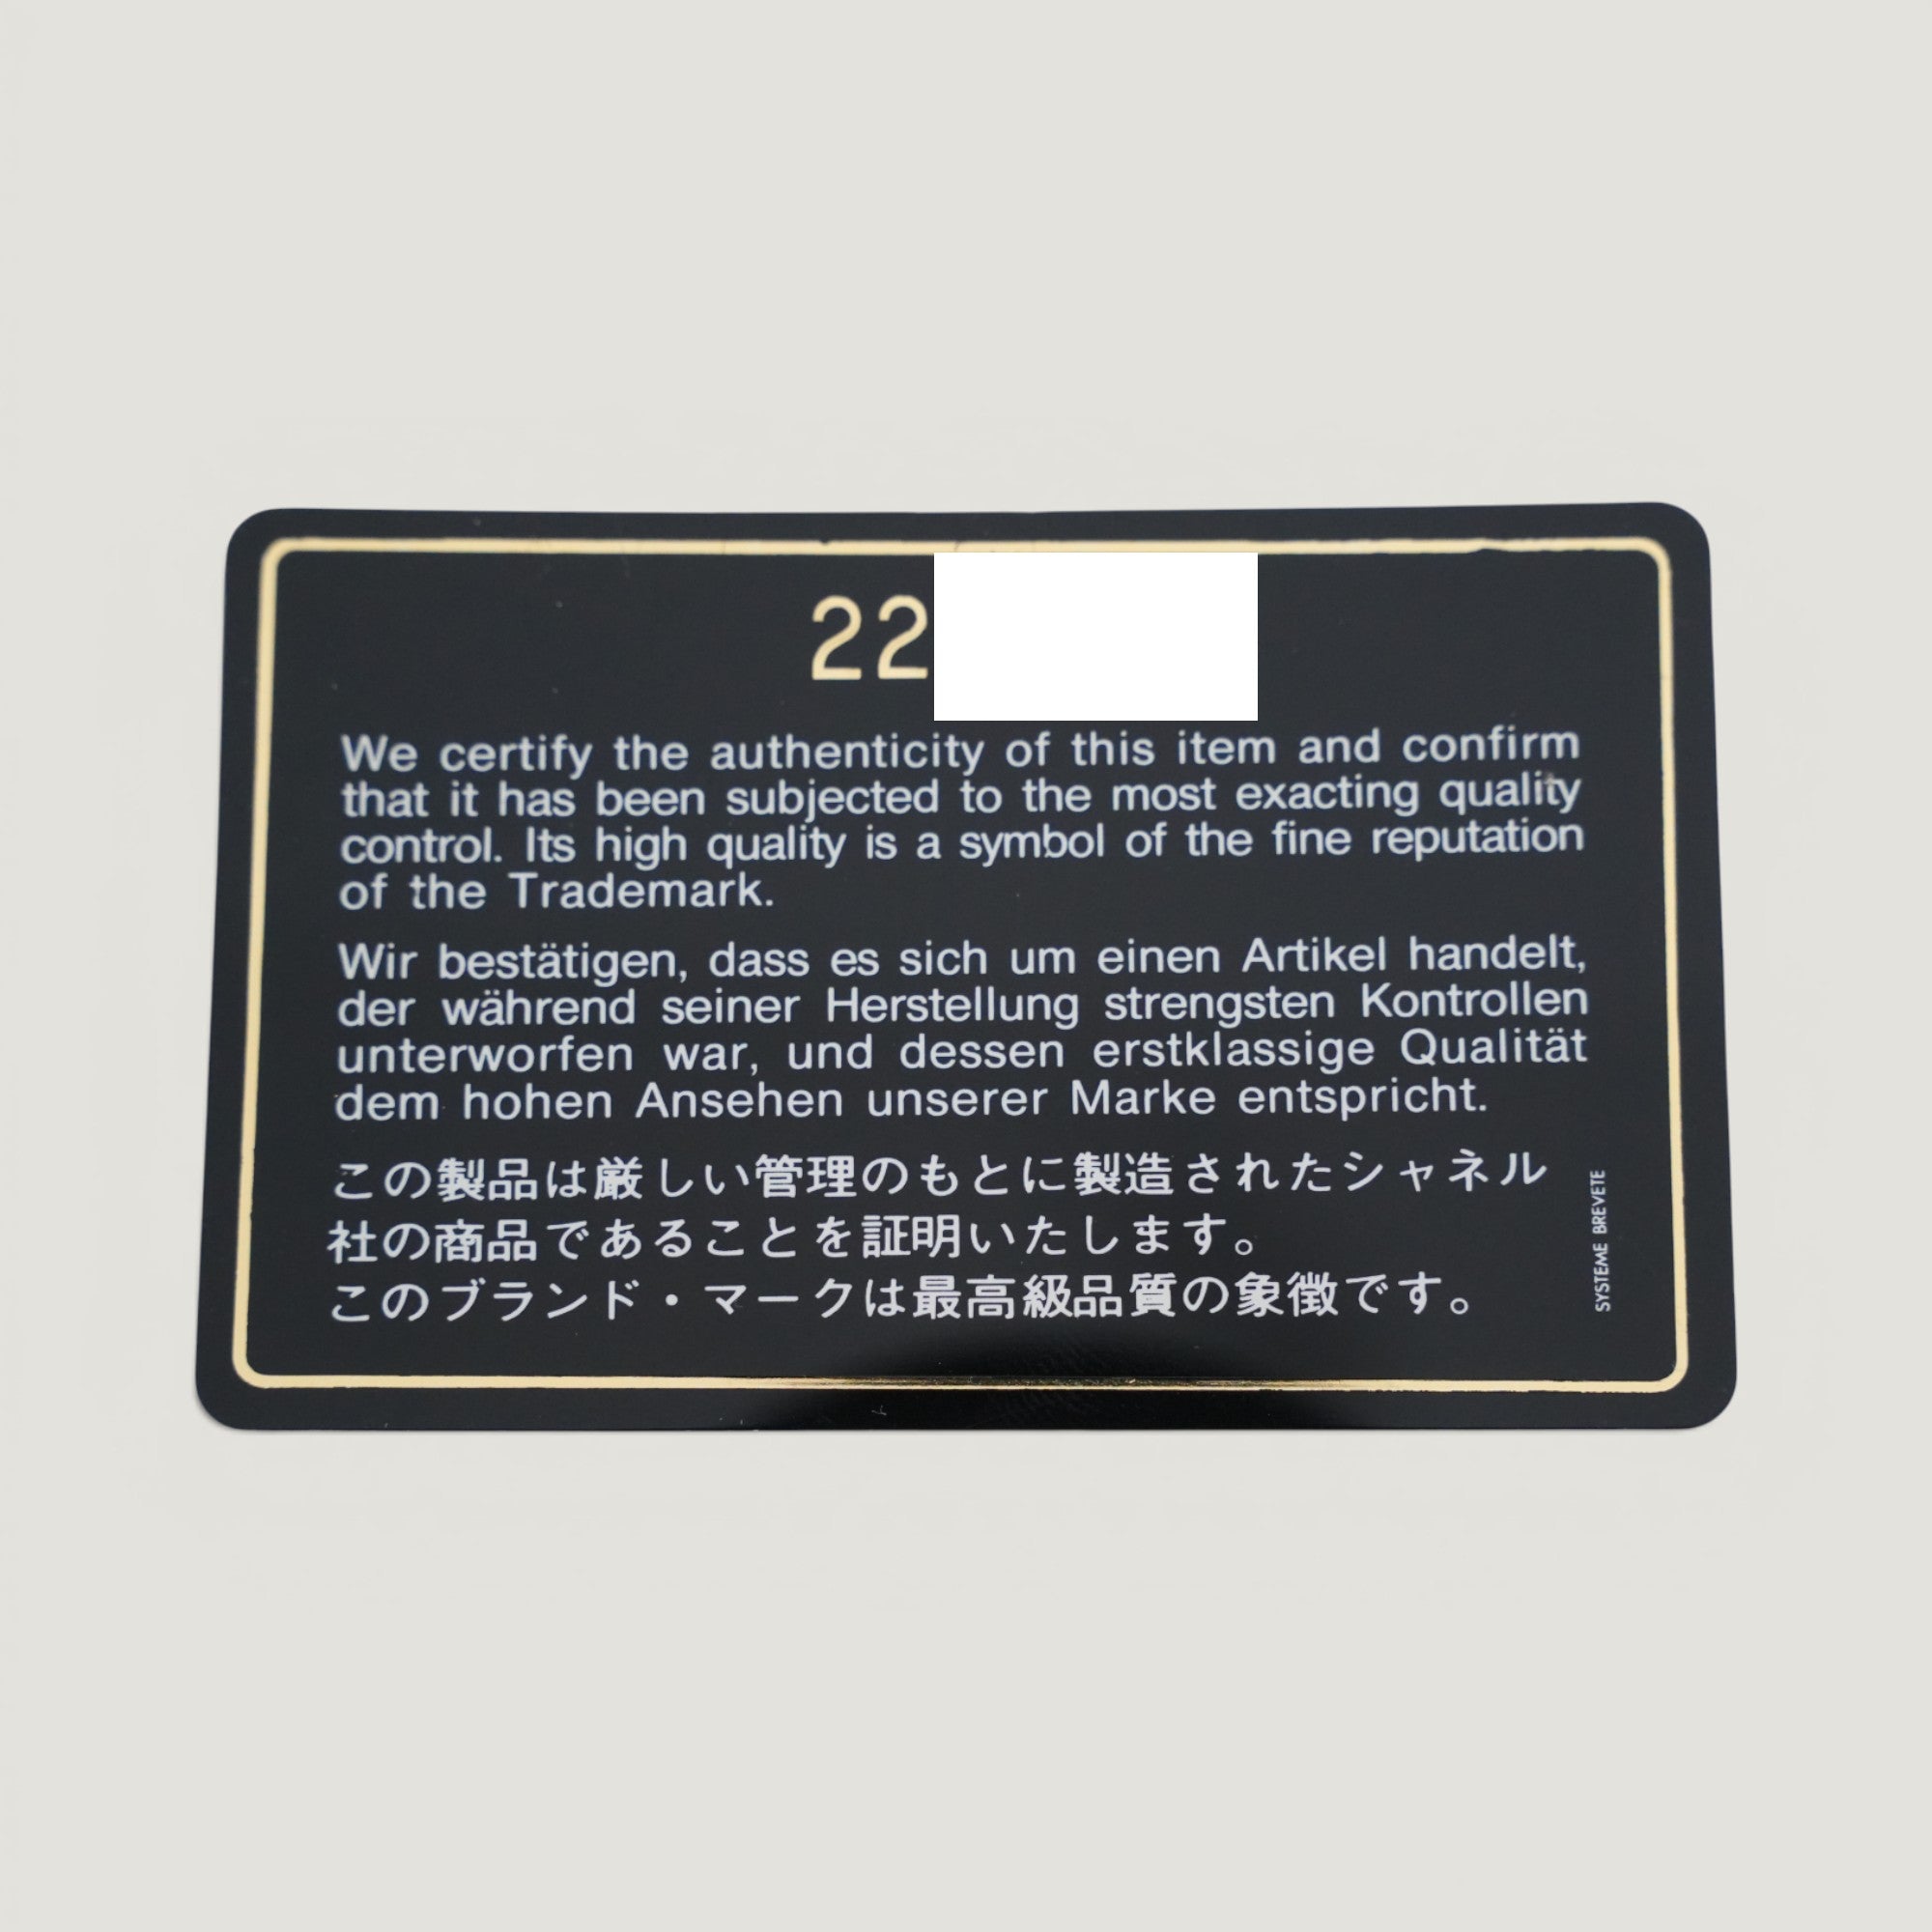 22
We certify the authenticity of this item and confirm
that it has been subjected to the most exacting quality
control. Its high quality is a symbol of the fine reputation
of the Trademark.
Wir bestätigen, dass es sich um einen Artikel handelt,
der während seiner Herstellung strengsten Kontrollen
unterworfen war, und dessen erstklassige Qualität
dem hohen Ansehen unserer Marke entspricht.
この製品は厳しい管理のもとに製造されたシャネル
社の商品であることを証明いたします。
このブランド・マークは最高級品質の象徴です。
SYSTEME BREVETE